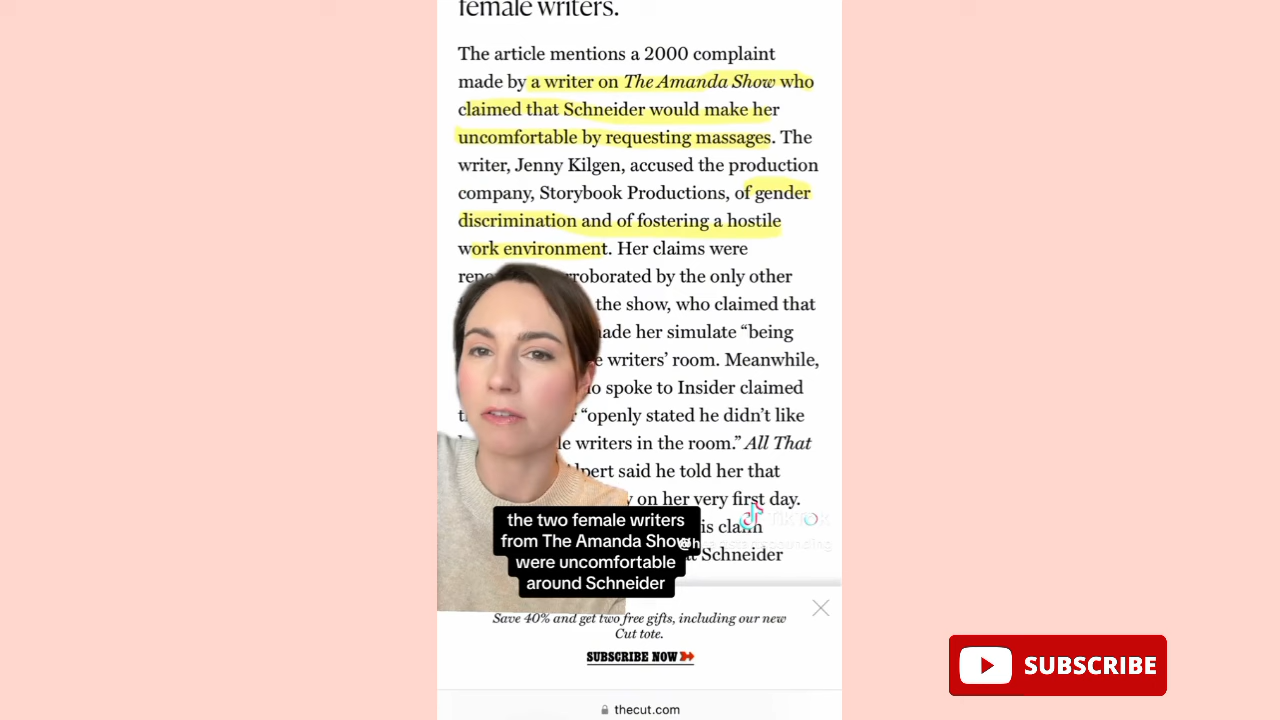 female writers.
The article mentions a 2000 complaint
made by a writer on The Amanda Show who
claimed that Schneider would make her
uncomfortable by requesting massages. The
writer, Jenny Kilgen, accused the production
company, Storybook Productions, of gender
discrimination and of fostering a hostile
work environment. Her claims were
by the only other
the show, who claimed that
her simulate “being
writers’ room. Meanwhile,
spoke to Insider claimed
“openly stated he didn’t like
writers in the room.” All That
said he told her that
on her very first day.
Schneider
the two female writers
from The Amanda Show
were uncomfortable
around Schneider
TikTok
Save 40% and get two free gifts, including our new
Cut tote.
SUBSCRIBE NOW
thecut.com
SUBSCRIBE